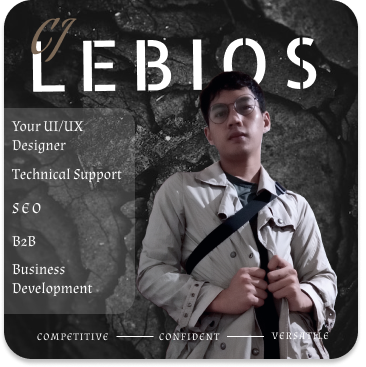 CJ
LEBIOS
Your UI/UX
Designer
Technical Support
SEO
B2B
Business
Development
COMPETITIVE CONFIDENT VERSATILE